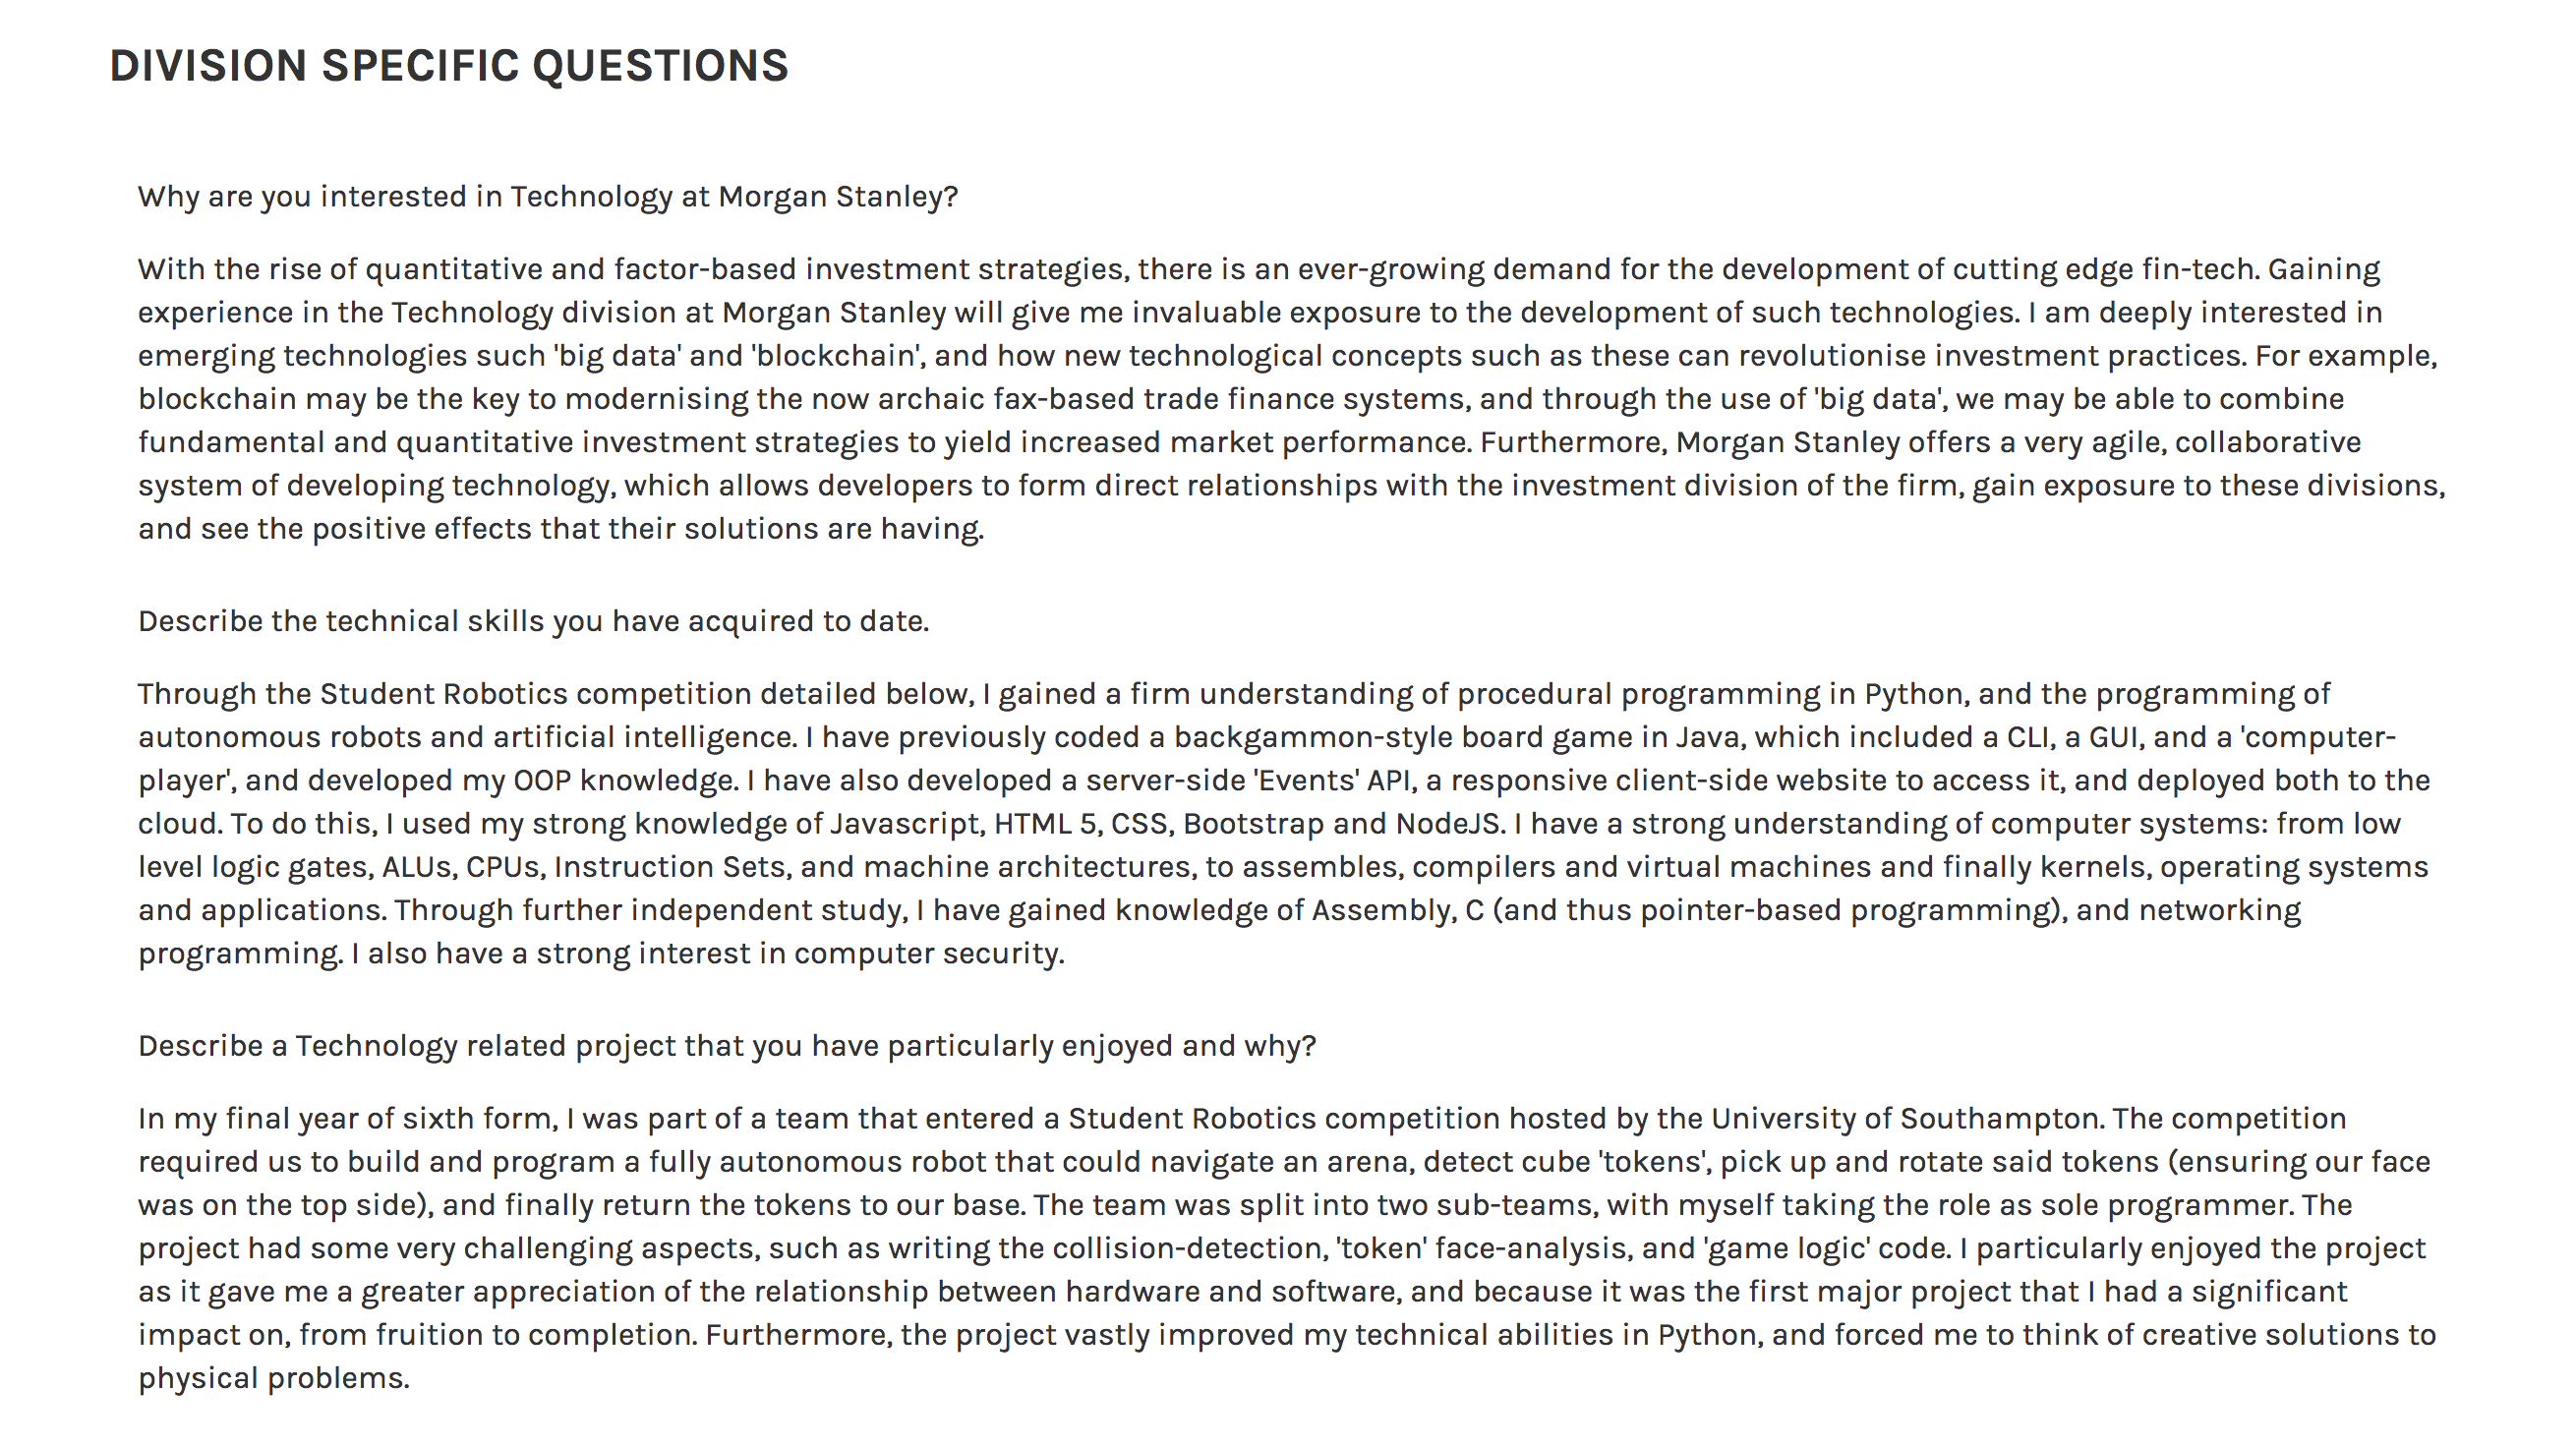 DIVISION SPECIFIC QUESTIONS
Why are you interested in Technology at Morgan Stanley?
With the rise of quantitative and factor-based investment strategies, there is an ever-growing demand for the development of cutting edge fin-tech. Gaining
experience in the Technology division at Morgan Stanley will give me invaluable exposure to the development of such technologies. I am deeply interested in
emerging technologies such 'big data' and 'blockchain', and how new technological concepts such as these can revolutionise investment practices. For example,
blockchain may be the key to modernising the now archaic fax-based trade finance systems, and through the use of 'big data', we may be able to combine
fundamental and quantitative investment strategies to yield increased market performance. Furthermore, Morgan Stanley offers a very agile, collaborative
system of developing technology, which allows developers to form direct relationships with the investment division of the firm, gain exposure to these divisions,
and see the positive effects that their solutions are having.
Describe the technical skills you have acquired to date.
Through the Student Robotics competition detailed below, I gained a firm understanding of procedural programming in Python, and the programming of
autonomous robots and artificial intelligence. I have previously coded a backgammon-style board game in Java, which included a CLI, a GUI, and a 'computer-
player', and developed my OOP knowledge. I have also developed a server-side 'Events' API, a responsive client-side website to access it, and deployed both to the
cloud. To do this, I used my strong knowledge of Javascript, HTML 5, CSS, Bootstrap and NodeJS. I have a strong understanding of computer systems: from low
level logic gates, ALUs, CPUs, Instruction Sets, and machine architectures, to assembles, compilers and virtual machines and finally kernels, operating systems
and applications. Through further independent study, I have gained knowledge of Assembly, C (and thus pointer-based programming), and networking
programming. I also have a strong interest in computer security.
Describe a Technology related project that you have particularly enjoyed and why?
In my final year of sixth form, I was part of a team that entered a Student Robotics competition hosted by the University of Southampton. The competition
required us to build and program a fully autonomous robot that could navigate an arena, detect cube 'tokens', pick up and rotate said tokens (ensuring our face
was on the top side), and finally return the tokens to our base. The team was split into two sub-teams, with myself taking the role as sole programmer. The
project had some very challenging aspects, such as writing the collision-detection, 'token' face-analysis, and 'game logic' code. I particularly enjoyed the project
as it gave me a greater appreciation of the relationship between hardware and software, and because it was the first major project that I had a significant
impact on, from fruition to completion. Furthermore, the project vastly improved my technical abilities in Python, and forced me to think of creative solutions to
physical problems.